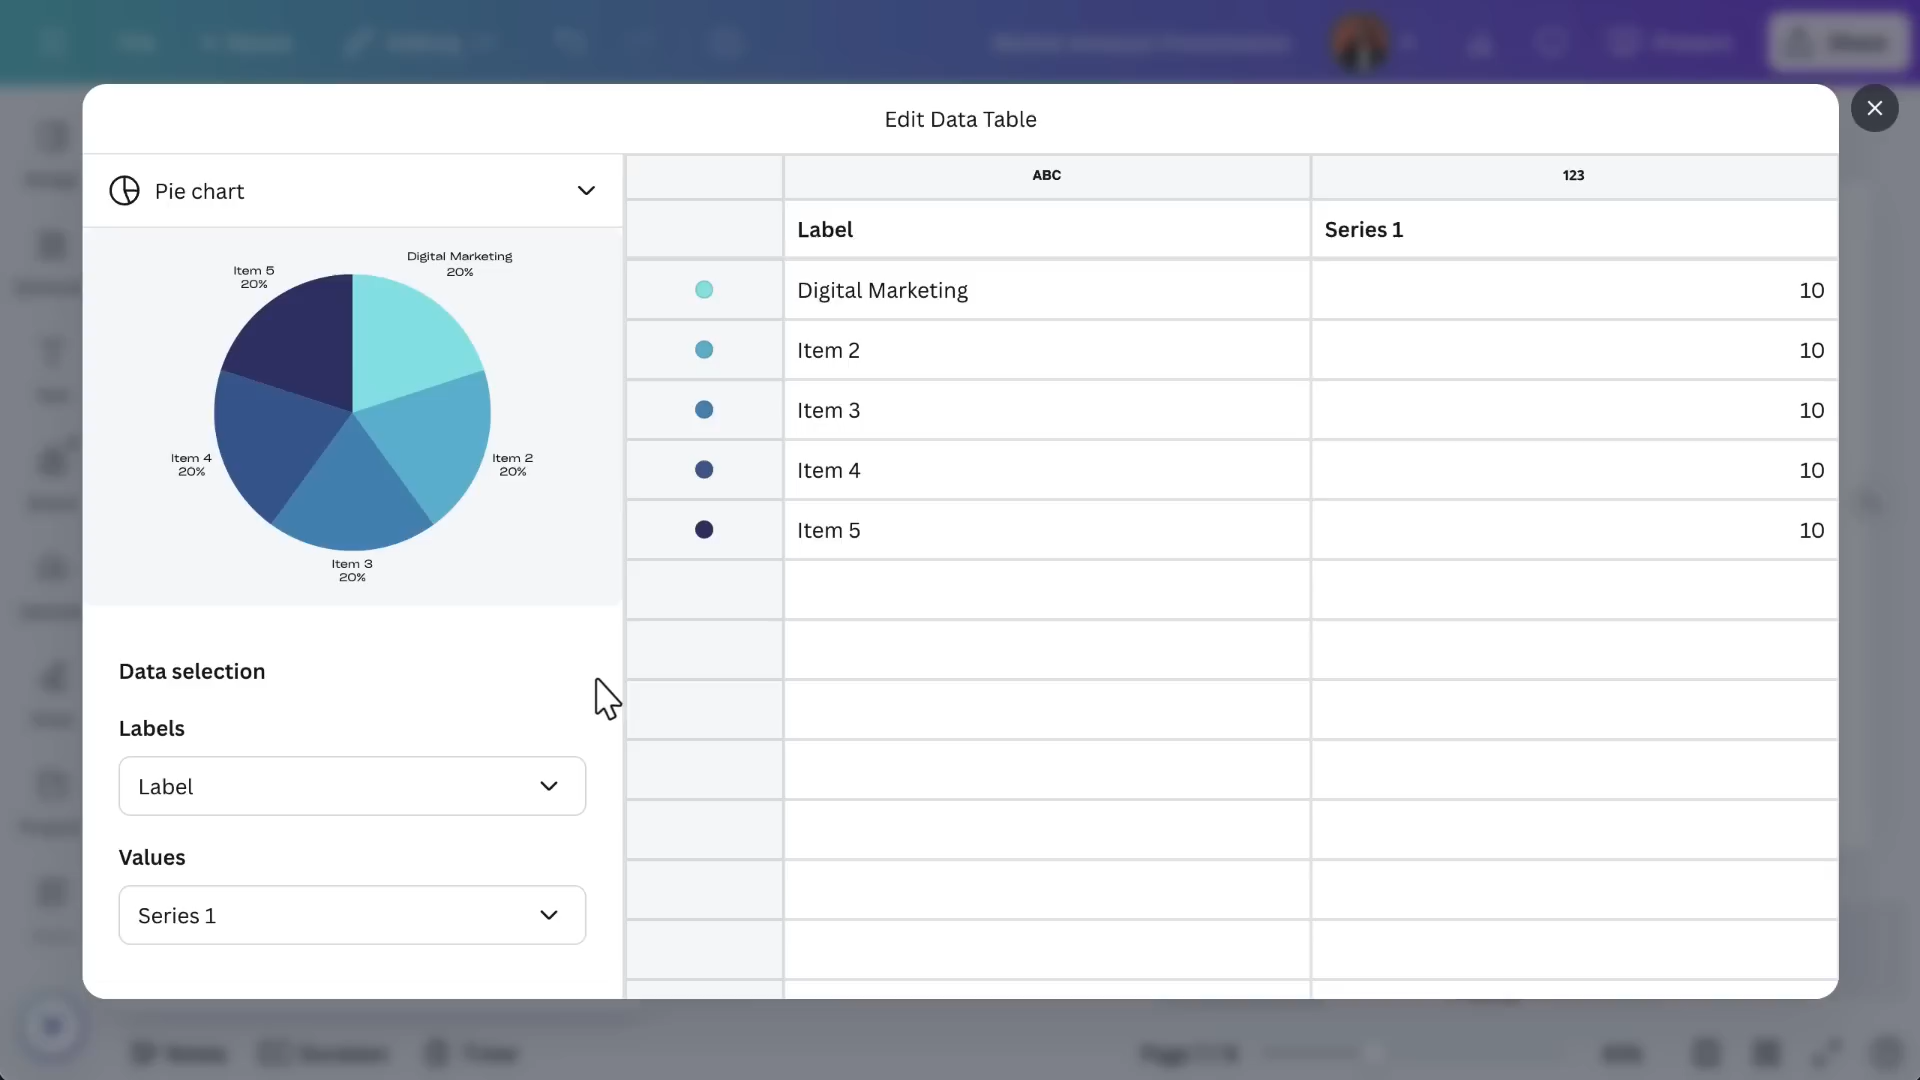 Edit Data Table
Pie chart
ABC
123
Label
Series 1
Digital Marketing
10
Item 2
10
Item 3
10
Item 4
10
Item 5
10
Digital Marketing
20%
Item 5
20%
Item 4
20%
Item 2
20%
Item 3
20%
Data selection
Labels
Label
Values
Series 1